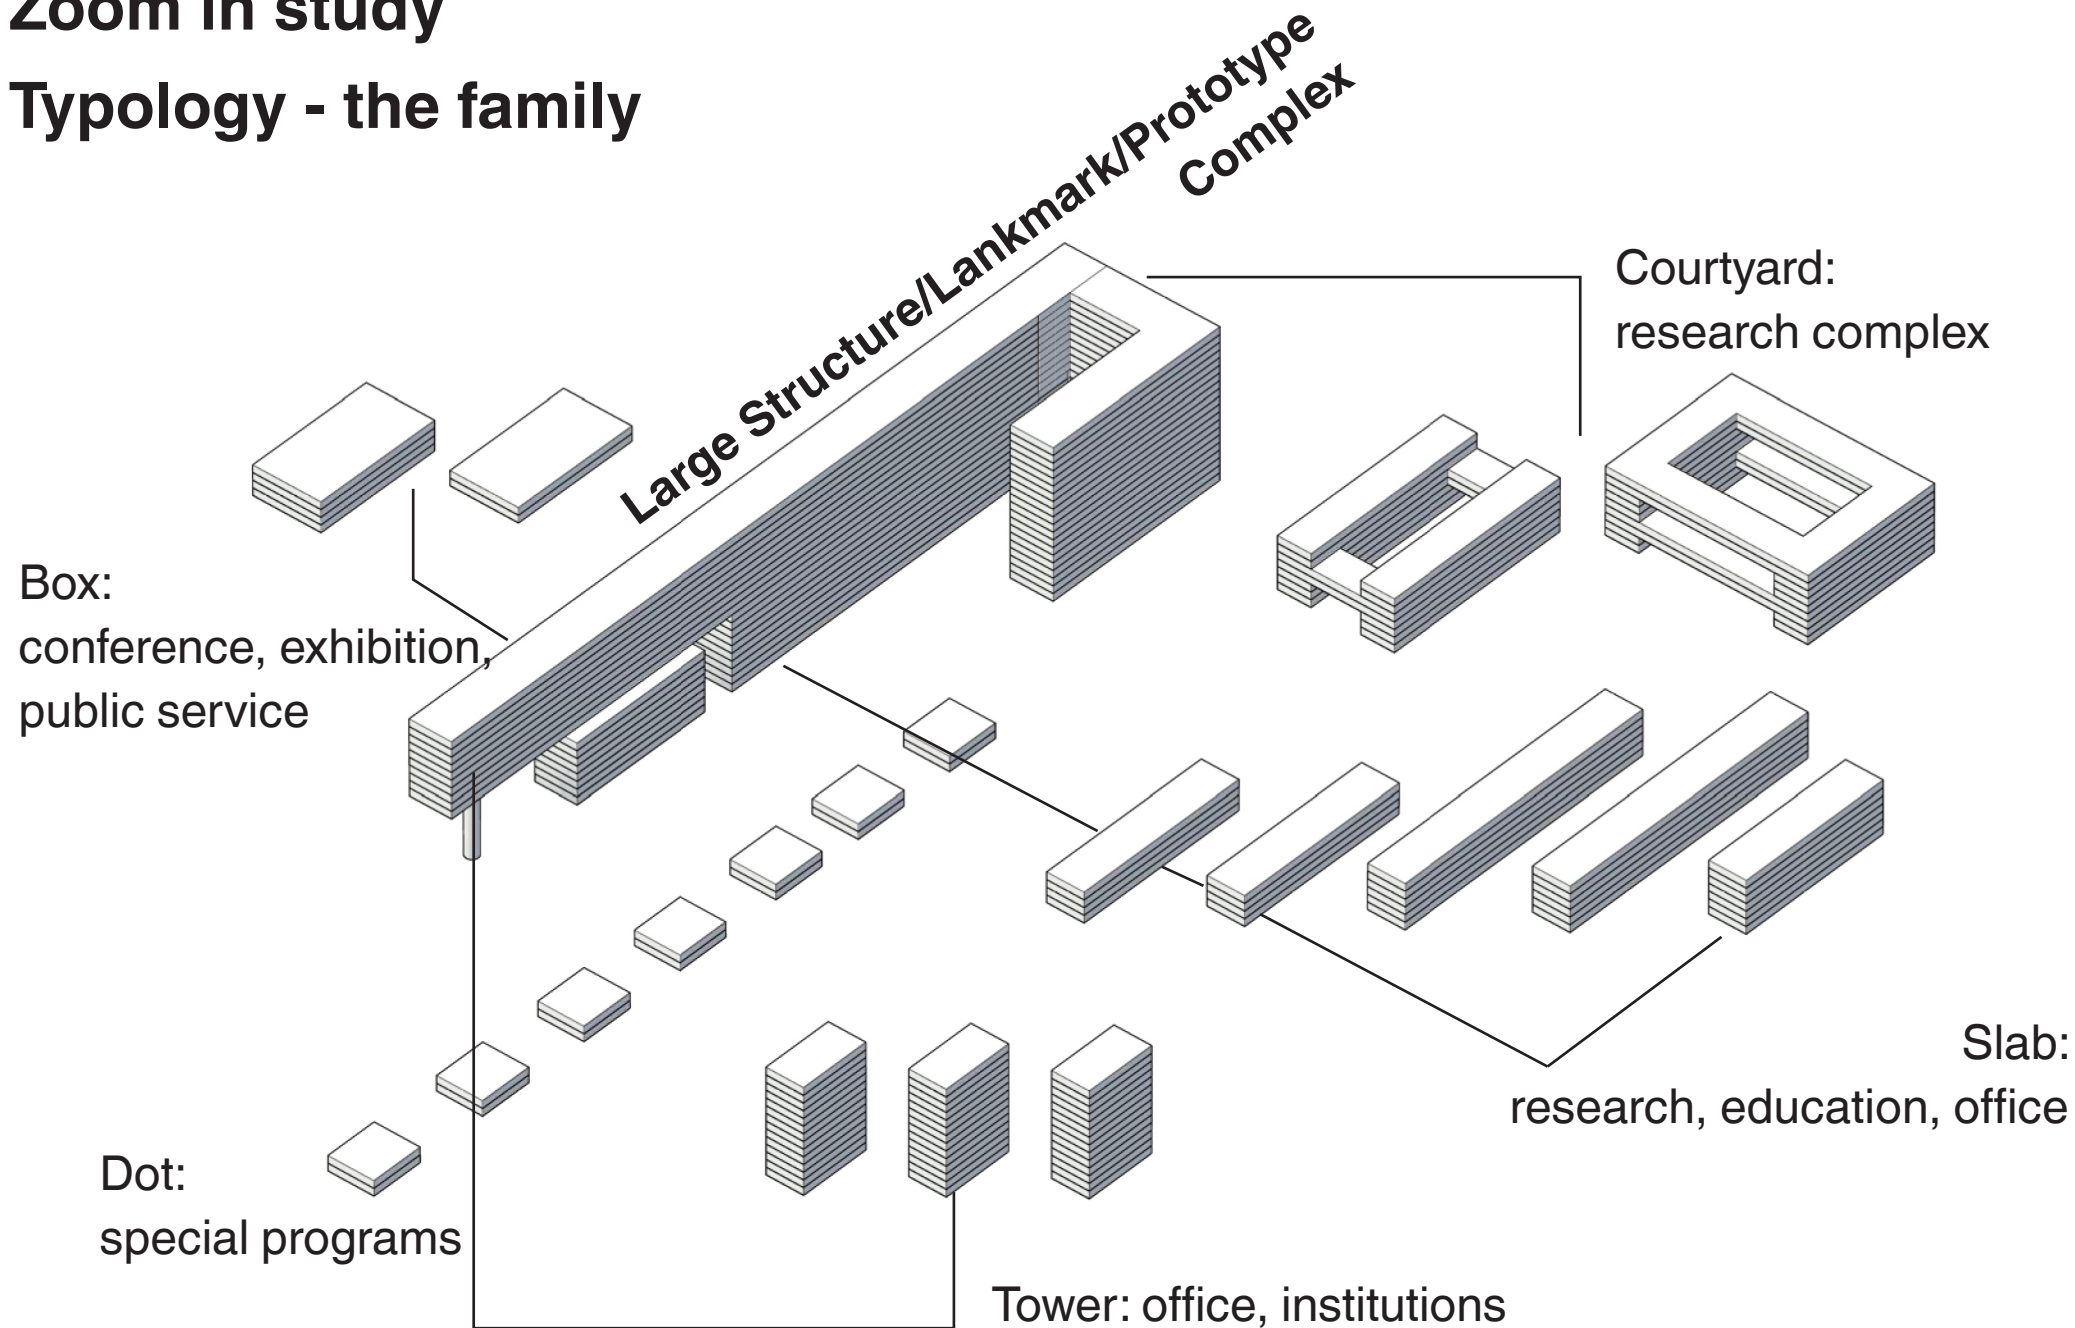 Zoom in study
Typology - the family
Large Structure/Lankmark/Prototype
Complex
Courtyard:
research complex
Box:
conference, exhibition,
public service
Slab:
research, education, office
Dot:
special programs
Tower: office, institutions